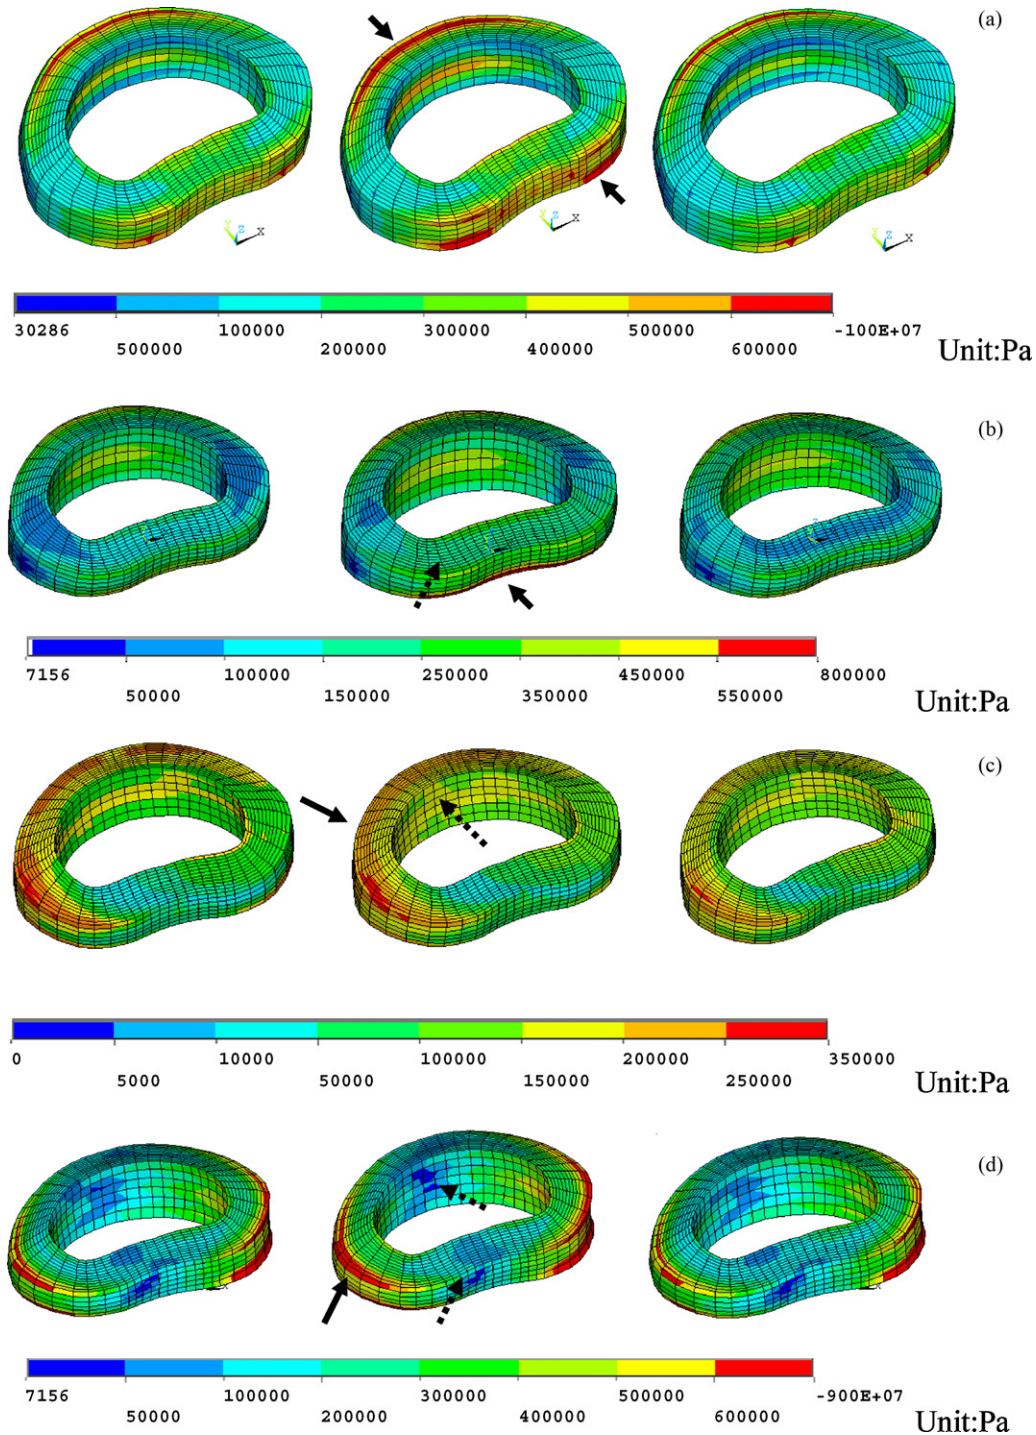 (a)
Y Z X
Y Z X
Y Z X
30286 100000 300000 500000 -100E+07
500000 200000 400000 600000
Unit:Pa
(b)
7156 100000 250000 450000 800000
50000 150000 350000 550000
Unit:Pa
(c)
0 10000 100000 200000 350000
5000 50000 150000 250000
Unit:Pa
(d)
X
X
7156 100000 300000 500000 -900E+07
50000 200000 400000 600000
Unit:Pa